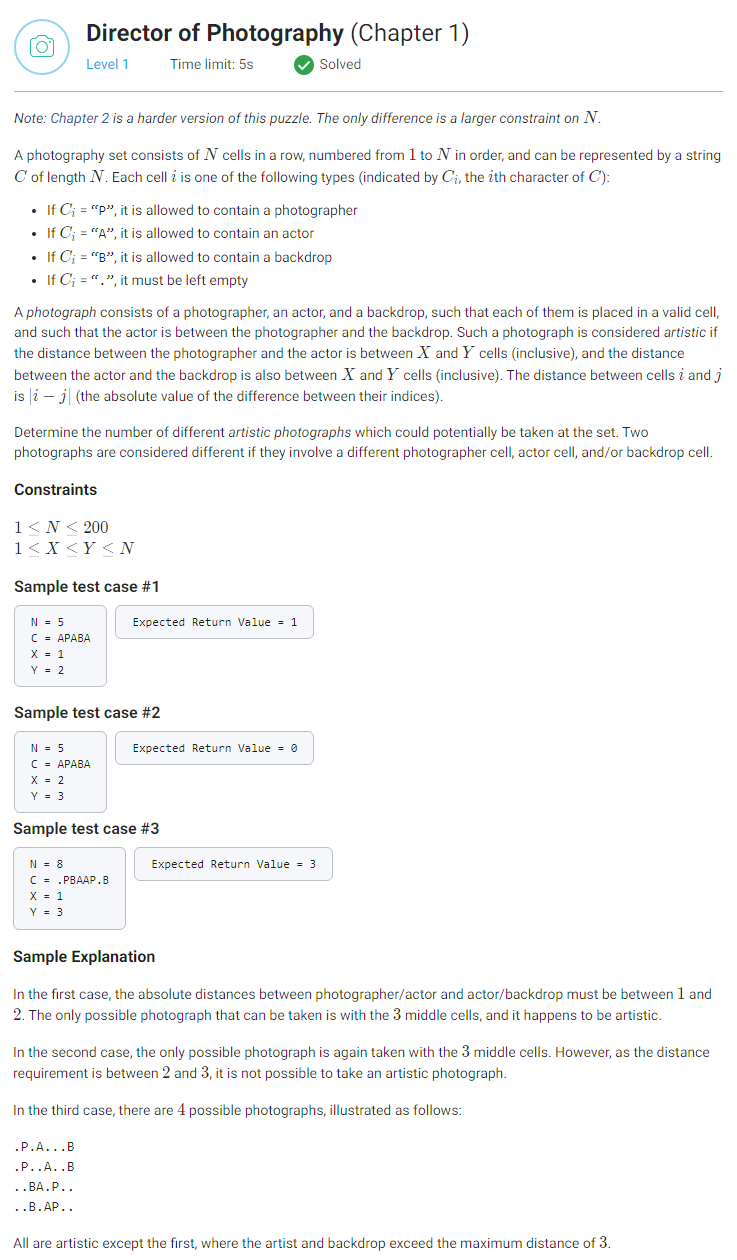 Director of Photography (Chapter 1)
Level 1 Time limit: 5s Solved
Note: Chapter 2 is a harder version of this puzzle. The only difference is a larger constraint on N.
A photography set consists of N cells in a row, numbered from 1 to N in order, and can be represented by a string
C of length N. Each cell i is one of the following types (indicated by Cᵢ, the ith character of C):
• If Cᵢ = “P”, it is allowed to contain a photographer
• If Cᵢ = “A”, it is allowed to contain an actor
• If Cᵢ = “B”, it is allowed to contain a backdrop
• If Cᵢ = “.”, it must be left empty
A photograph consists of a photographer, an actor, and a backdrop, such that each of them is placed in a valid cell,
and such that the actor is between the photographer and the backdrop. Such a photograph is considered artistic if
the distance between the photographer and the actor is between X and Y cells (inclusive), and the distance
between the actor and the backdrop is also between X and Y cells (inclusive). The distance between cells i and j
is |i − j| (the absolute value of the difference between their indices).
Determine the number of different artistic photographs which could potentially be taken at the set. Two
photographs are considered different if they involve a different photographer cell, actor cell, and/or backdrop cell.
Constraints
1 ≤ N ≤ 200
1 ≤ X ≤ Y ≤ N
Sample test case #1
N = 5 Expected Return Value = 1
C = APABA
X = 1
Y = 2
Sample test case #2
N = 5 Expected Return Value = 0
C = APABA
X = 2
Y = 3
Sample test case #3
N = 8 Expected Return Value = 3
C = .PBAAP.B
X = 1
Y = 3
Sample Explanation
In the first case, the absolute distances between photographer/actor and actor/backdrop must be between 1 and
2. The only possible photograph that can be taken is with the 3 middle cells, and it happens to be artistic.
In the second case, the only possible photograph is again taken with the 3 middle cells. However, as the distance
requirement is between 2 and 3, it is not possible to take an artistic photograph.
In the third case, there are 4 possible photographs, illustrated as follows:
.P.A...B
.P..A..B
..BA.P..
..B.AP..
All are artistic except the first, where the artist and backdrop exceed the maximum distance of 3.